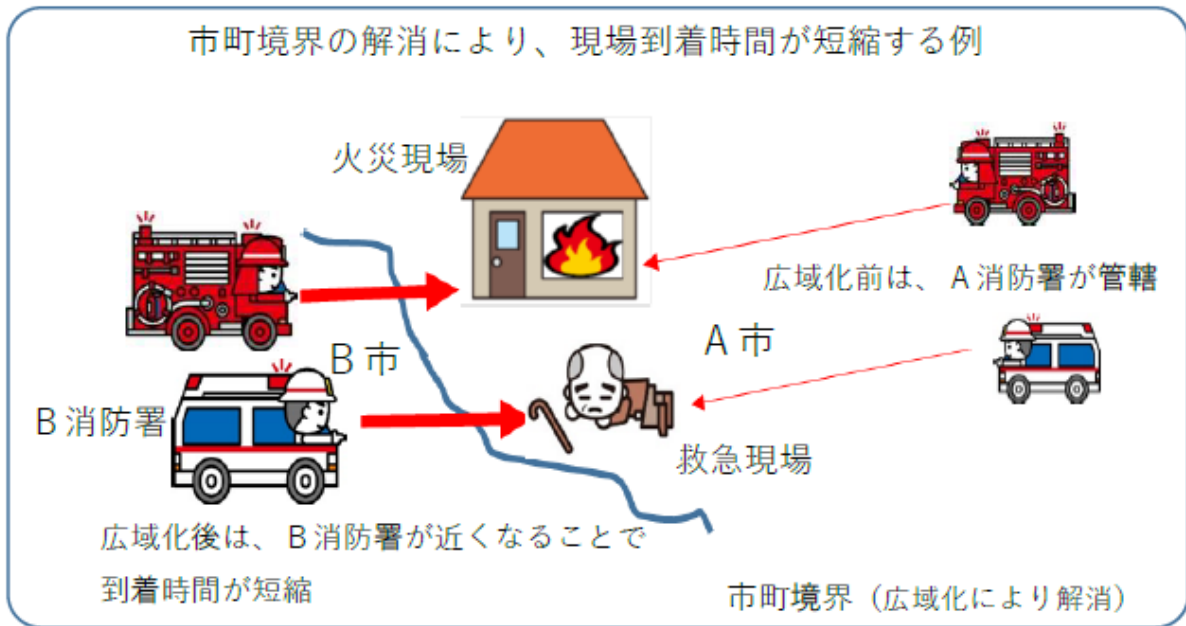 市町境界の解消により、現場到着時間が短縮する例
火災現場
広域化前は、A消防署が管轄
B市
A市
B消防署
救急現場
広域化後は、B消防署が近くなることで
到着時間が短縮
市町境界（広域化により解消）